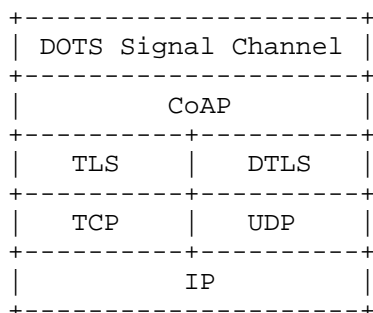 +---------------------+
| DOTS Signal Channel |
+---------------------+
|         CoAP        |
+----------+----------+
|   TLS    |   DTLS   |
+----------+----------+
|   TCP    |   UDP    |
+----------+----------+
|          IP         |
+---------------------+